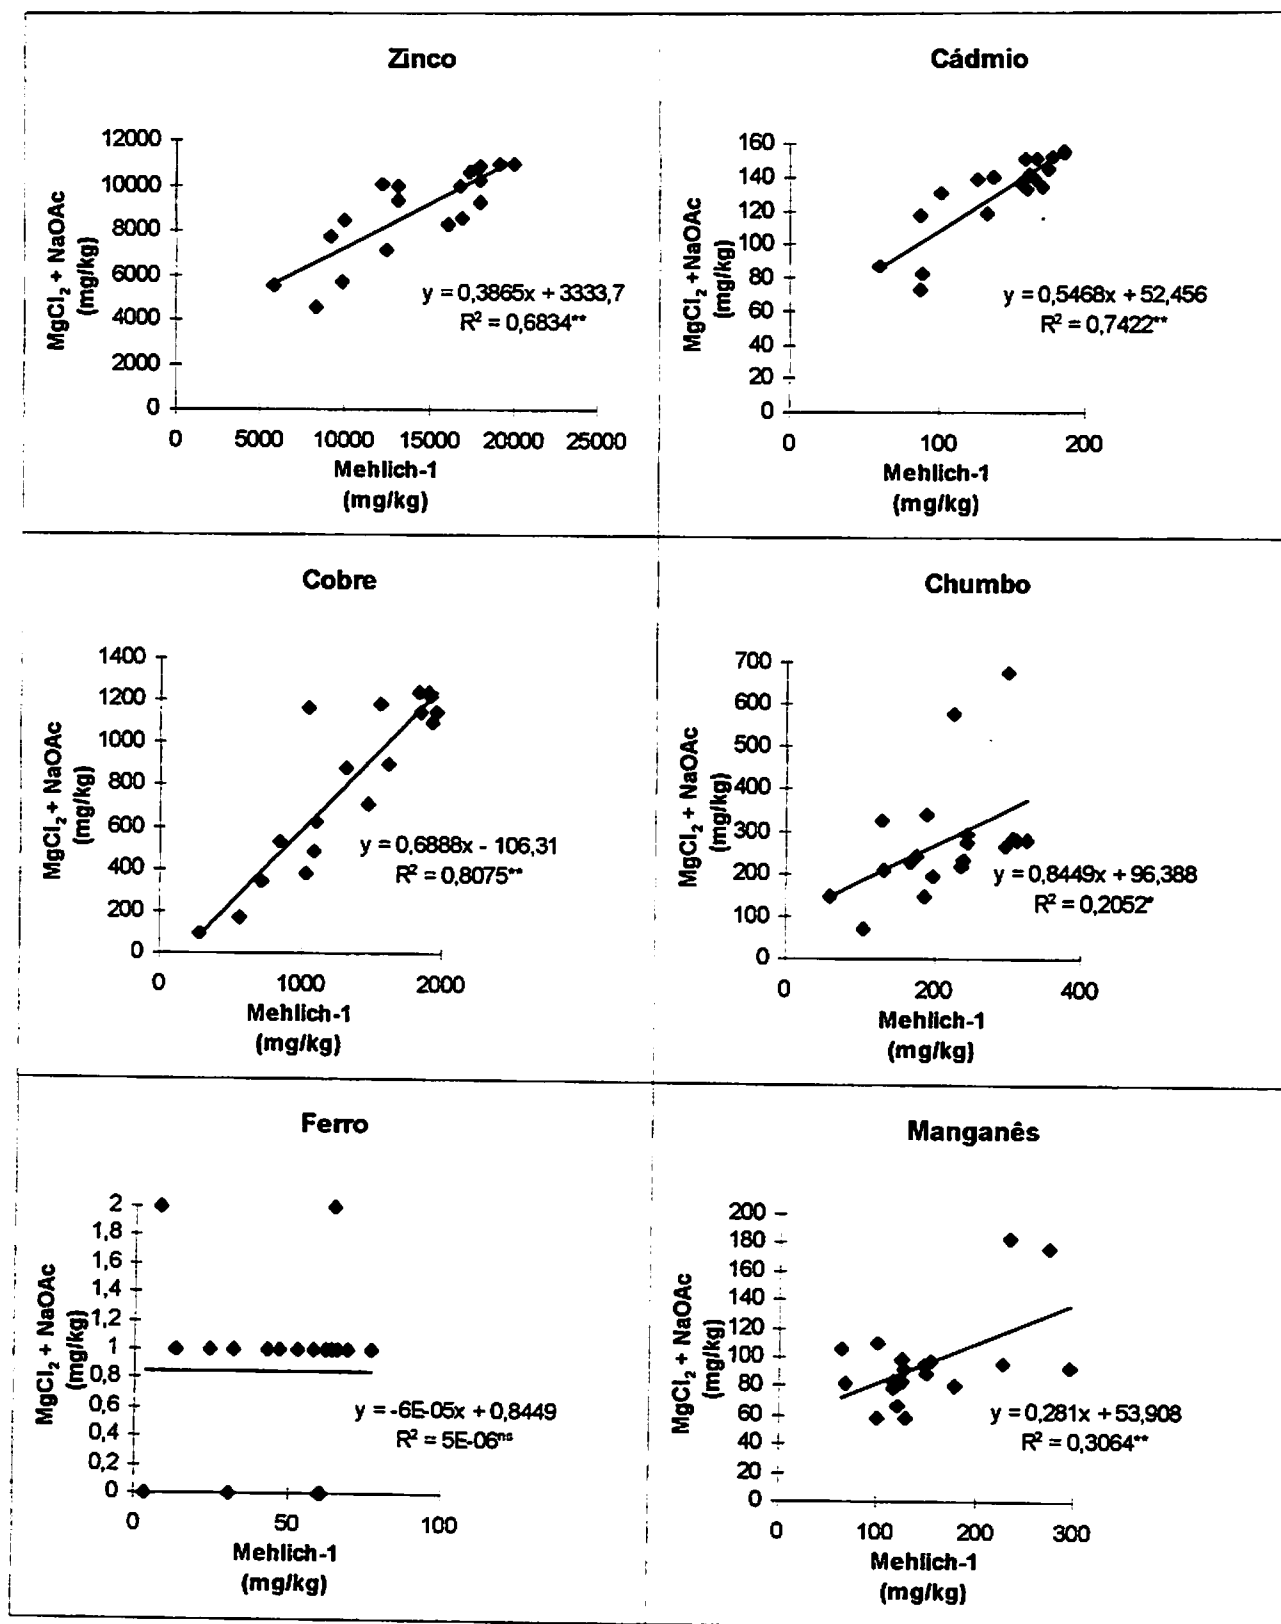 Zinco
MgCl₂ + NaOAc
(mg/kg)
12000
10000
8000
6000
4000
2000
0
y = 0,3865x + 3333,7
R² = 0,6834**
0 5000 10000 15000 20000 25000
Mehlich-1
(mg/kg)
Cádmio
MgCl₂ +NaOAc
(mg/kg)
160
140
120
100
80
60
40
20
0
y = 0,5468x + 52,456
R² = 0,7422**
0 100 200
Mehlich-1
(mg/kg)
Cobre
MgCl₂ + NaOAc
(mg/kg)
1400
1200
1000
800
600
400
200
0
y = 0,6888x - 106,31
R² = 0,8075**
0 1000 2000
Mehlich-1
(mg/kg)
Chumbo
MgCl₂ + NaOAc
(mg/kg)
700
600
500
400
300
200
100
0
y = 0,8449x + 96,388
R² = 0,2052*
0 200 400
Mehlich-1
(mg/kg)
Ferro
MgCl₂ + NaOAc
(mg/kg)
2
1,8
1,6
1,4
1,2
1
0,8
0,6
0,4
0,2
0
y = -6E-05x + 0,8449
R² = 5E-06ns
0 50 100
Mehlich-1
(mg/kg)
Manganês
MgCl₂ + NaOAc
(mg/kg)
200
180
160
140
120
100
80
60
40
20
0
y = 0,281x + 53,908
R² = 0,3064**
0 100 200 300
Mehlich-1
(mg/kg)